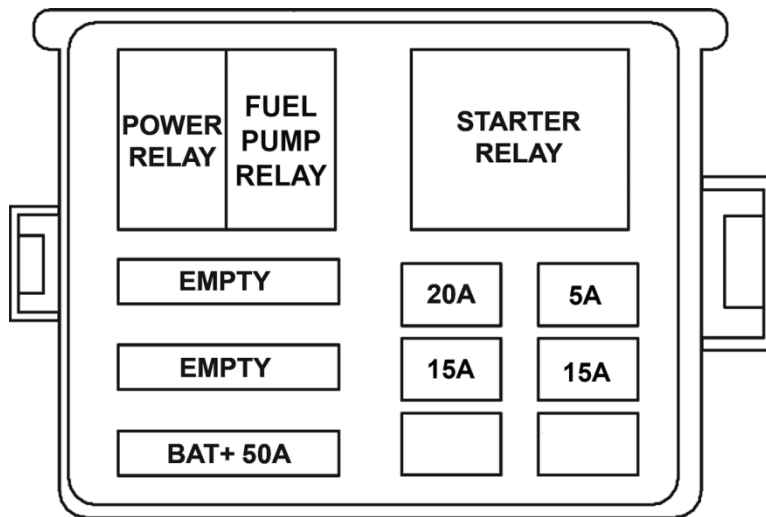 POWER
RELAY
FUEL
PUMP
RELAY
STARTER
RELAY
EMPTY
20A
5A
EMPTY
15A
15A
BAT+ 50A